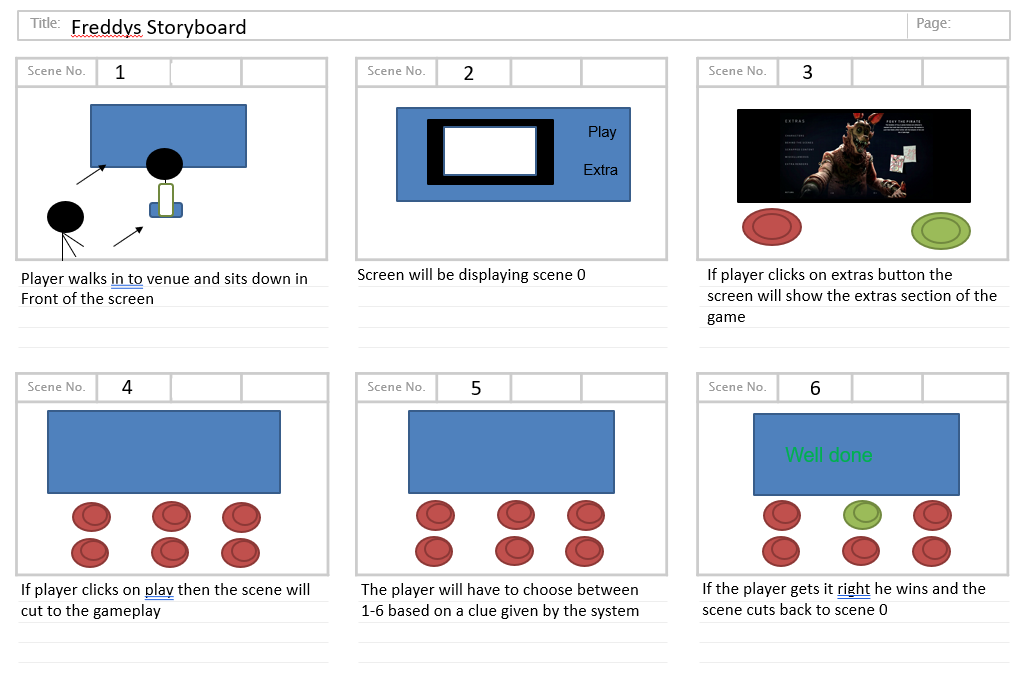 Title: Freddys Storyboard Page:
Scene No. 1
Scene No. 2
Scene No. 3
Play
Extra
EXTRAS
FOXY THE PIRATE
Player walks in to venue and sits down in
Front of the screen
Screen will be displaying scene 0
If player clicks on extras button the
screen will show the extras section of the
game
Scene No. 4
Scene No. 5
Scene No. 6
Well done
If player clicks on play then the scene will
cut to the gameplay
The player will have to choose between
1-6 based on a clue given by the system
If the player gets it right he wins and the
scene cuts back to scene 0